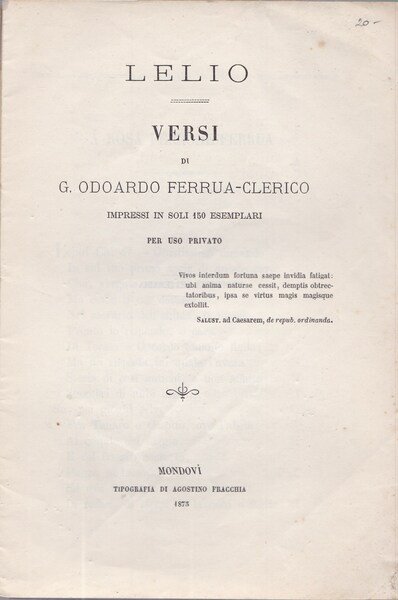 20-
LELIO
VERSI
DI
G. ODOARDO FERRUA-CLERICO
IMPRESSI IN SOLI 150 ESEMPLARI
PER USO PRIVATO
Vivos interdum fortuna saepe invidia fatigat:
ubi anima naturae cessit, demptis obtrec-
tatoribus, ipsa se virtus magis magisque
extollit.
SALUST. ad Caesarem, de repub. ordinanda.
MONDOVÌ
TIPOGRAFIA DI AGOSTINO FRACCHIA
1873